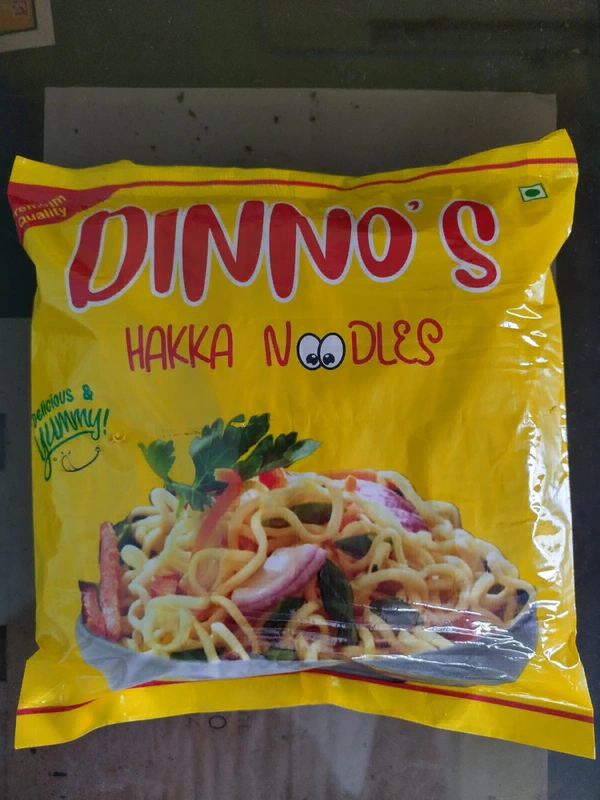 Premium
Quality
DINNO'S
HAKKA NOODLES
Delicious &
Yummy!